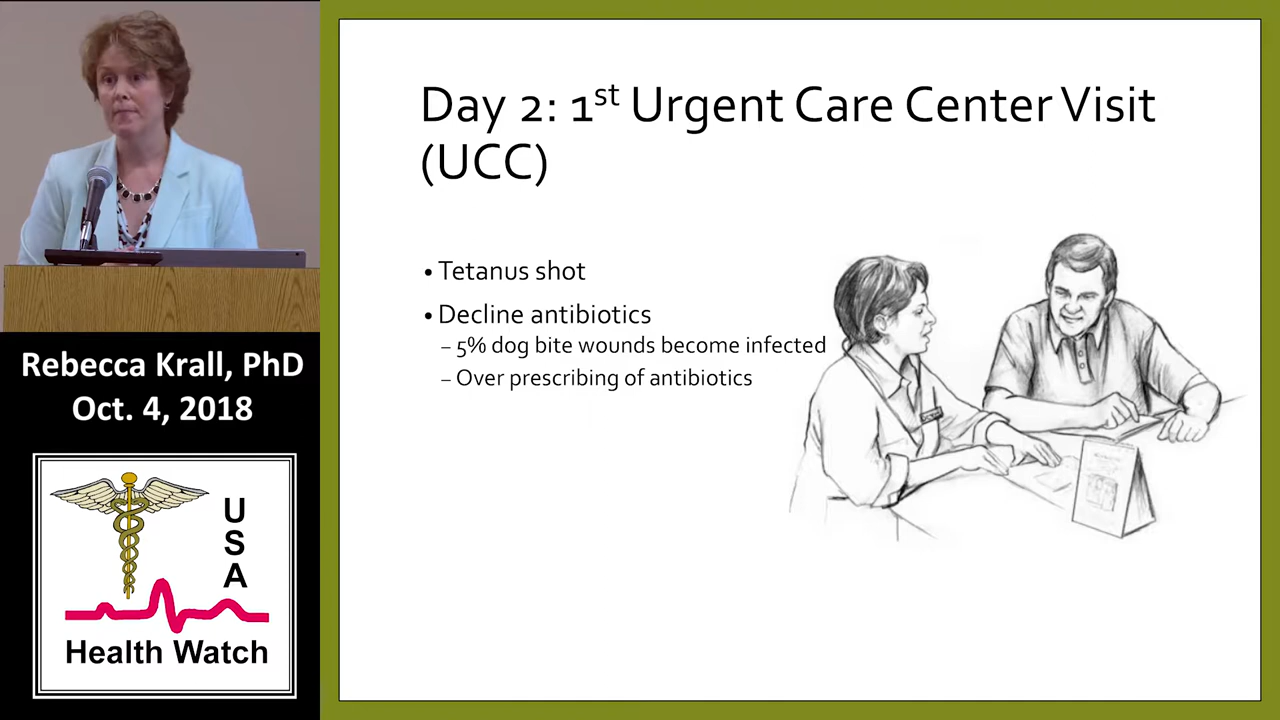 Day 2: 1st Urgent Care Center Visit
(UCC)
• Tetanus shot
• Decline antibiotics
– 5% dog bite wounds become infected
– Over prescribing of antibiotics
Rebecca Krall, PhD
Oct. 4, 2018
U
S
A
Health Watch